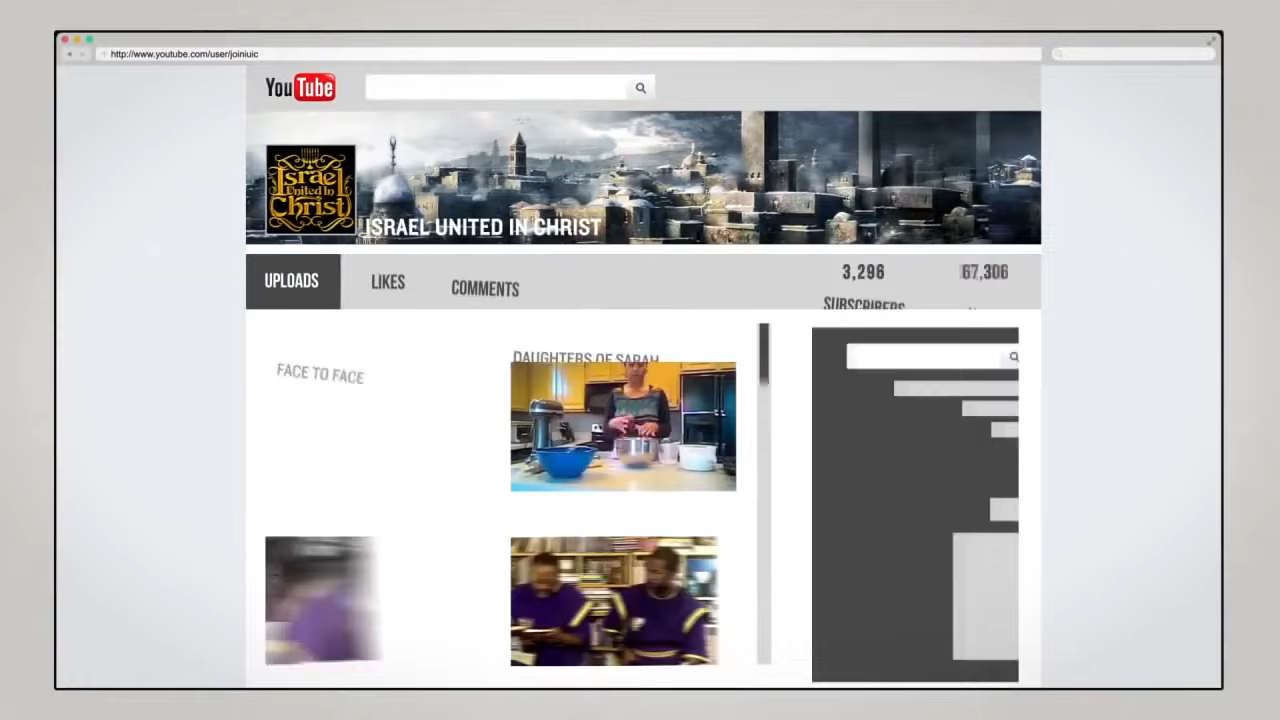 http://www.youtube.com/user/joiniuic
YouTube
Israel
United In
Christ
ISRAEL UNITED IN CHRIST
UPLOADS
LIKES
COMMENTS
3,296
67,306
SUBSCRIBERS
FACE TO FACE
DAUGHTERS OF SARAH